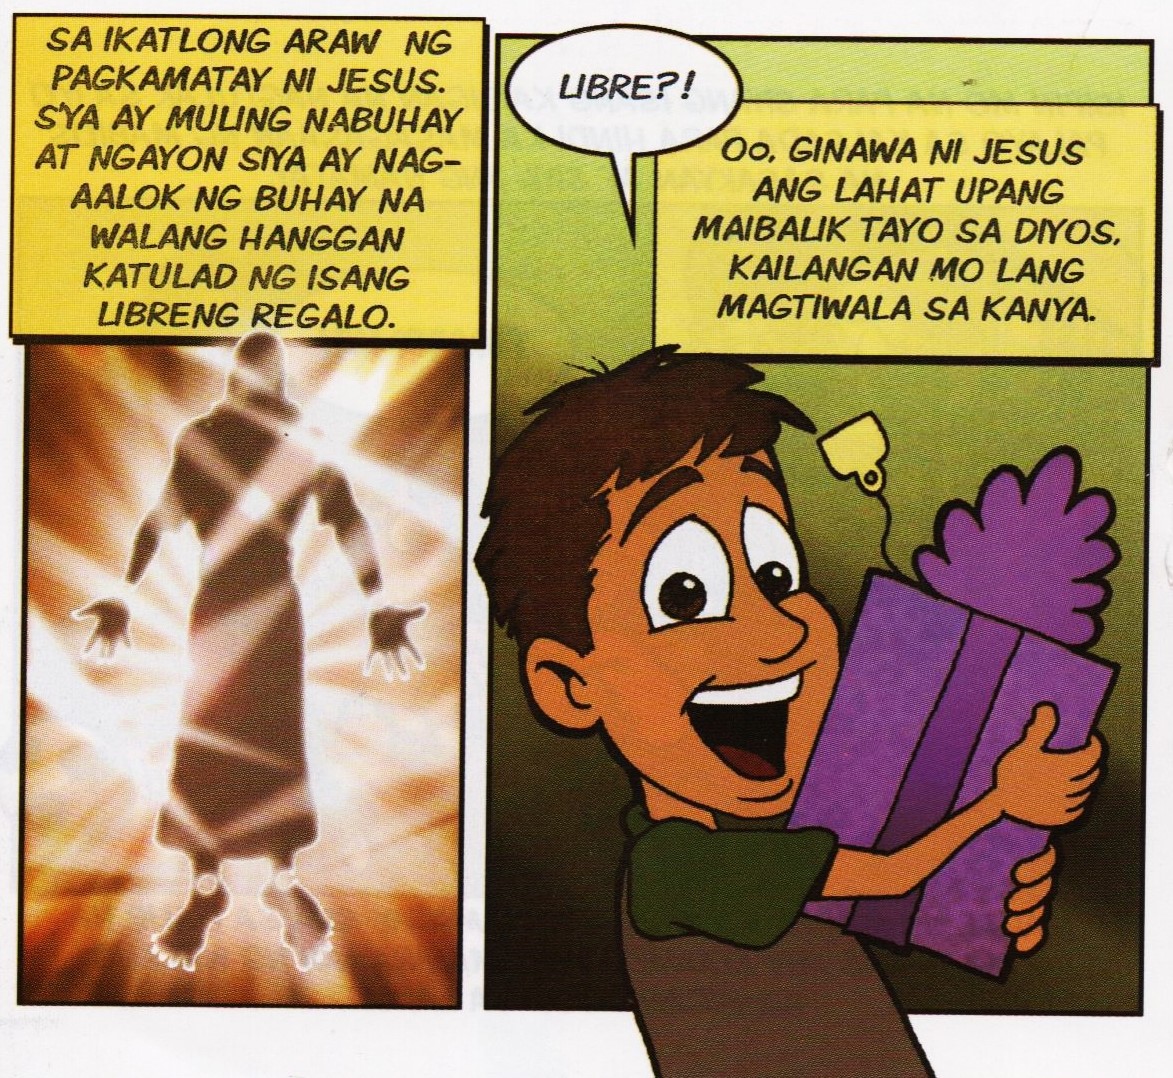 SA IKATLONG ARAW NG
PAGKAMATAY NI JESUS.
S'YA AY MULING NABUHAY
AT NGAYON SIYA AY NAG-
AALOK NG BUHAY NA
WALANG HANGGAN
KATULAD NG ISANG
LIBRENG REGALO.
LIBRE?!
OO, GINAWA NI JESUS
ANG LAHAT UPANG
MAIBALIK TAYO SA DIYOS.
KAILANGAN MO LANG
MAGTIWALA SA KANYA.